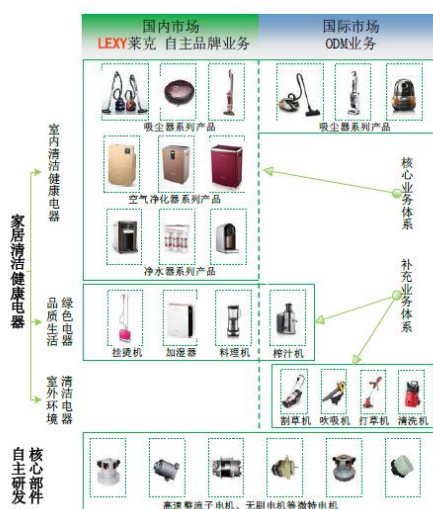 国内市场
LEXY莱克 自主品牌业务
国际市场
ODM业务
吸尘器系列产品
吸尘器系列产品
空气净化器系列产品
净水器系列产品
挂烫机
加湿器
料理机
榨汁机
割草机
吹吸机
打草机
清洗机
高速整流子电机、无刷电机等微特电机
家居清洁健康电器
室内清洁健康电器
品质生活
绿色电器
室外环境
清洁电器
自主研发
核心部件
核心业务体系
补充业务体系